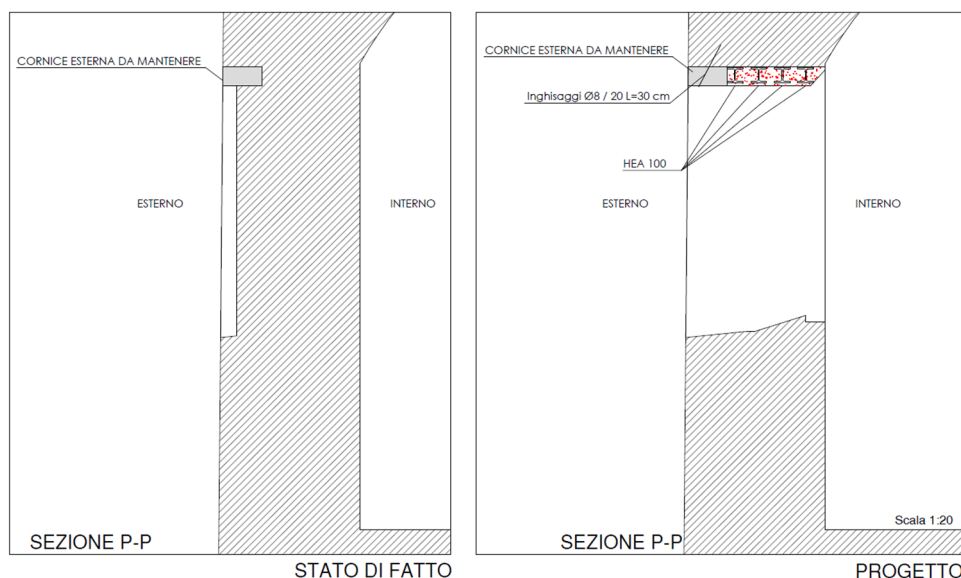 CORNICE ESTERNA DA MANTENERE
ESTERNO
INTERNO
SEZIONE P-P
STATO DI FATTO
CORNICE ESTERNA DA MANTENERE
Inghisaggi Ø8 / 20 L=30 cm
HEA 100
ESTERNO
INTERNO
Scala 1:20
SEZIONE P-P
PROGETTO